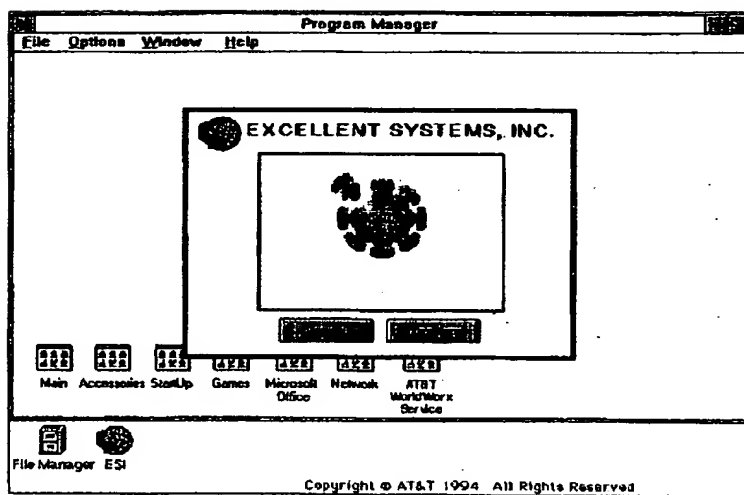 Program Manager
File Options Window Help
EXCELLENT SYSTEMS, INC.
Main Accessories StartUp Games Microsoft Office Network AT&T WorldWorx Service
File Manager ESI
Copyright © AT&T 1994 All Rights Reserved